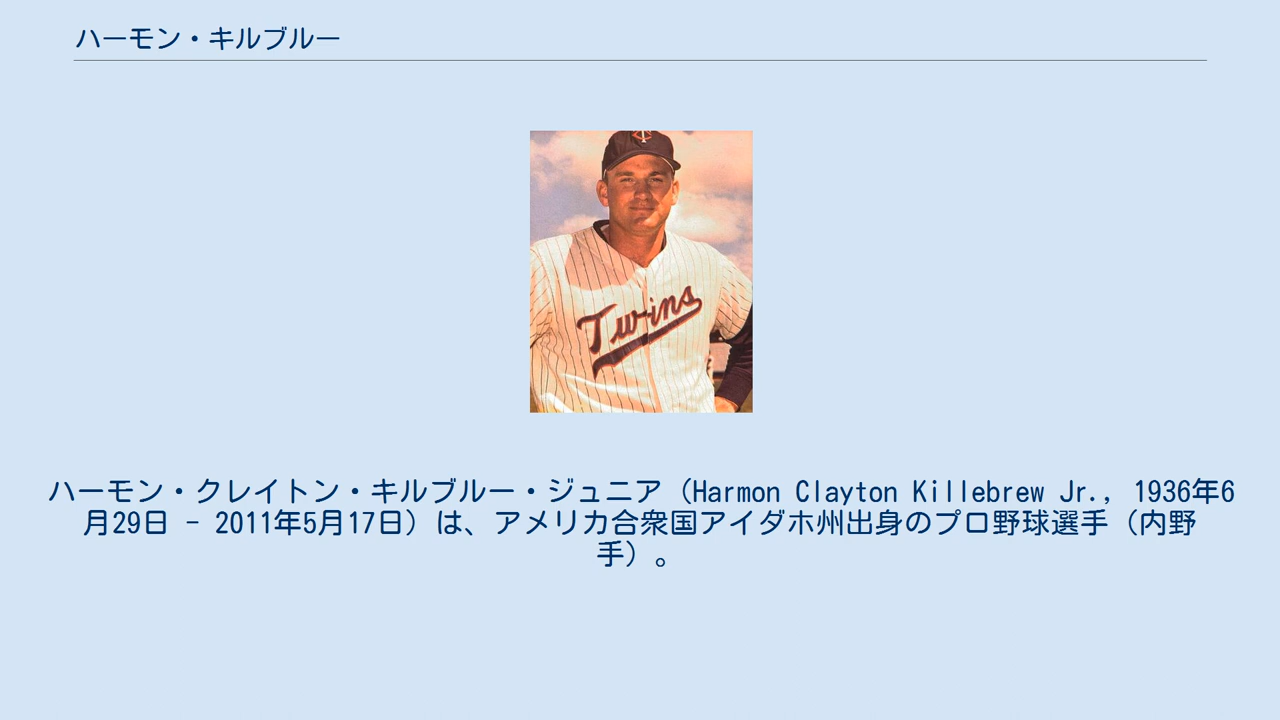 ハーモン・キルブルー
Twins
ハーモン・クレイトン・キルブルー・ジュニア（Harmon Clayton Killebrew Jr., 1936年6
月29日 - 2011年5月17日）は、アメリカ合衆国アイダホ州出身のプロ野球選手（内野
手）。